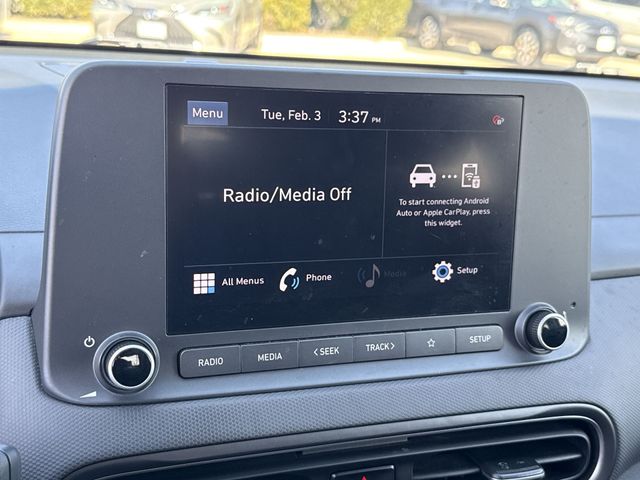 Menu Tue, Feb. 3 3:37 PM
Radio/Media Off
To start connecting Android
Auto or Apple CarPlay, press
this widget.
All Menus Phone Media Setup
RADIO MEDIA <SEEK TRACK> SETUP